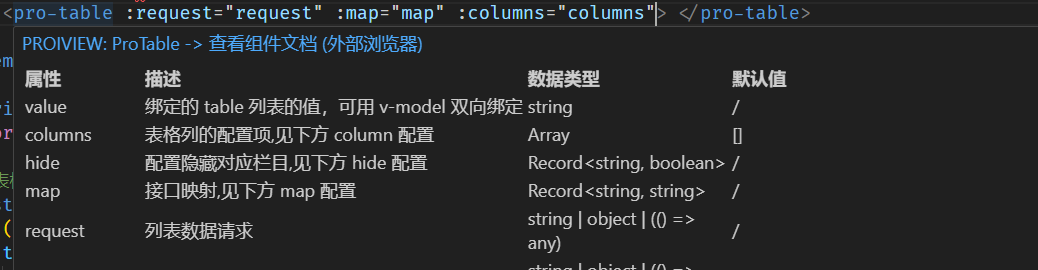 <pro-table :request="request" :map="map" :columns="columns"> </pro-table>
PROIVIEW: ProTable -> 查看组件文档 (外部浏览器)
属性 描述 数据类型 默认值
value 绑定的 table 列表的值，可用 v-model 双向绑定 string /
columns 表格列的配置项,见下方 column 配置 Array []
hide 配置隐藏对应栏目,见下方 hide 配置 Record<string, boolean> /
map 接口映射,见下方 map 配置 Record<string, string> /
request 列表数据请求 string | object | (() => any) /